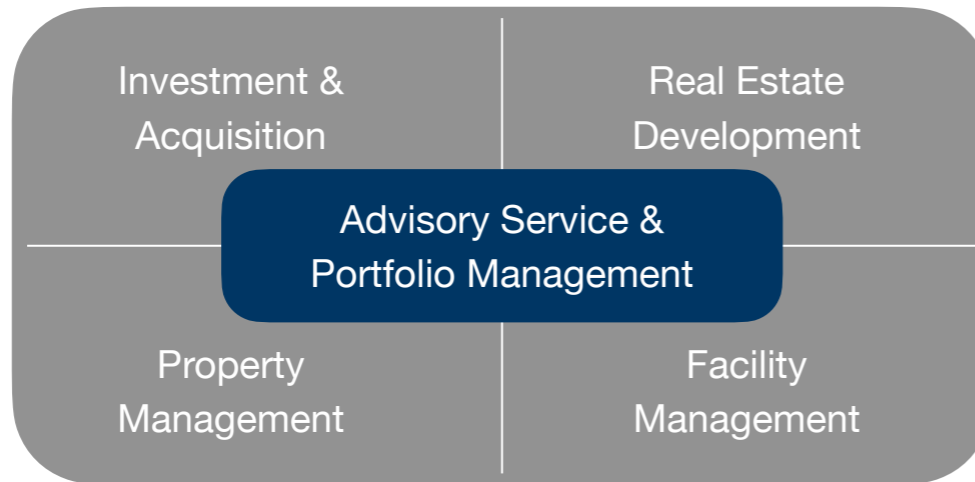 Investment &
Acquisition
Real Estate
Development
Advisory Service &
Portfolio Management
Property
Management
Facility
Management